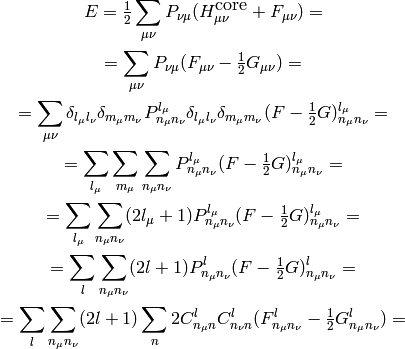 E = ½ ∑_{μν} P_{νμ}(H^{core}_{μν} + F_{μν}) =
= ∑_{μν} P_{νμ}(F_{μν} − ½G_{μν}) =
= ∑_{μν} δ_{l_μ l_ν} δ_{m_μ m_ν} P^{l_μ}_{n_μ n_ν} δ_{l_μ l_ν} δ_{m_μ m_ν} (F − ½G)^{l_μ}_{n_μ n_ν} =
= ∑_{l_μ} ∑_{m_μ} ∑_{n_μ n_ν} P^{l_μ}_{n_μ n_ν} (F − ½G)^{l_μ}_{n_μ n_ν} =
= ∑_{l_μ} ∑_{n_μ n_ν} (2l_μ + 1) P^{l_μ}_{n_μ n_ν} (F − ½G)^{l_μ}_{n_μ n_ν} =
= ∑_{l} ∑_{n_μ n_ν} (2l + 1) P^{l}_{n_μ n_ν} (F − ½G)^{l}_{n_μ n_ν} =
= ∑_{l} ∑_{n_μ n_ν} (2l + 1) ∑_{n} 2C^{l}_{n_μ n} C^{l}_{n_ν n} (F^{l}_{n_μ n_ν} − ½G^{l}_{n_μ n_ν}) =